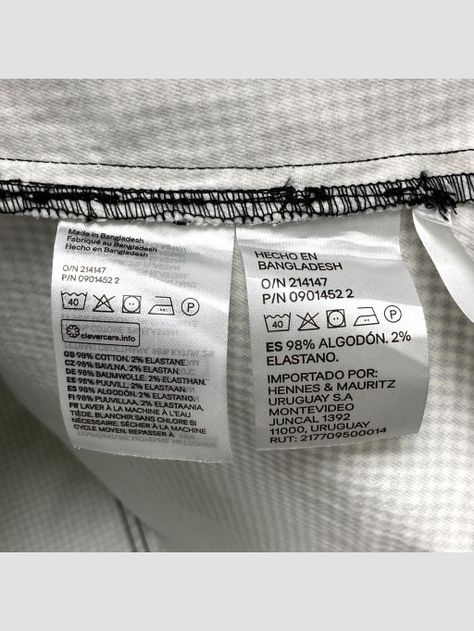 Made in Bangladesh
Fabriqué au Bangladesh
Hecho en Bangladesh
O/N 214147
P/N 0901452 2
40
P
clevercare.info
GB 98% COTTON. 2% ELASTANE.
CZ 98% BAVLNA. 2% ELASTAN.
DE 98% BAUMWOLLE. 2% ELASTHAN.
EE 98% PUUVILL. 2% ELASTAAN.
ES 98% ALGODÓN. 2% ELASTANO.
FI 98% PUUVILLAA. 2% ELASTAANIA
FR LAVER À LA MACHINE À L'EAU
TIÈDE, BLANCHIR SANS CHLORE SI
NÉCESSAIRE, SÉCHER À LA MACHINE
CYCLE MOYEN, REPASSER À
HECHO EN
BANGLADESH
O/N 214147
P/N 0901452 2
40
P
ES 98% ALGODÓN. 2%
ELASTANO.
IMPORTADO POR:
HENNES & MAURITZ
URUGUAY S.A
MONTEVIDEO
JUNCAL 1392
11000, URUGUAY
RUT: 217709500014